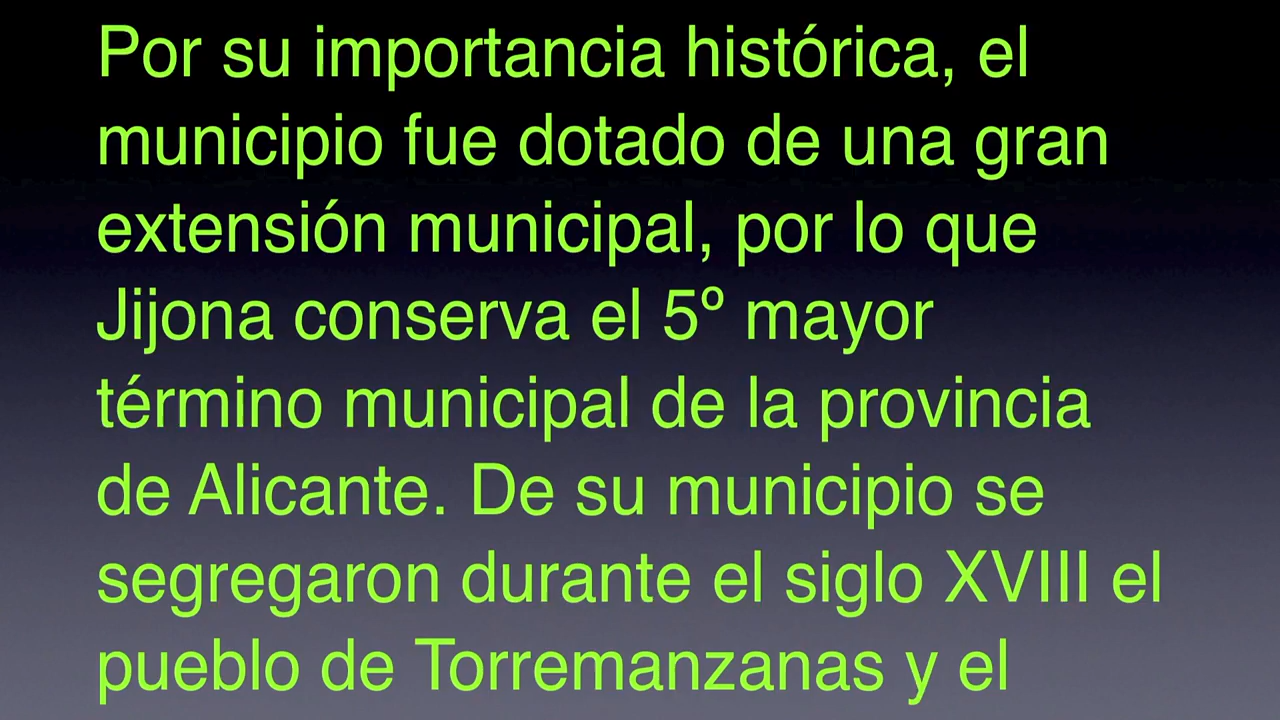 Por su importancia histórica, el
municipio fue dotado de una gran
extensión municipal, por lo que
Jijona conserva el 5º mayor
término municipal de la provincia
de Alicante. De su municipio se
segregaron durante el siglo XVIII el
pueblo de Torremanzanas y el